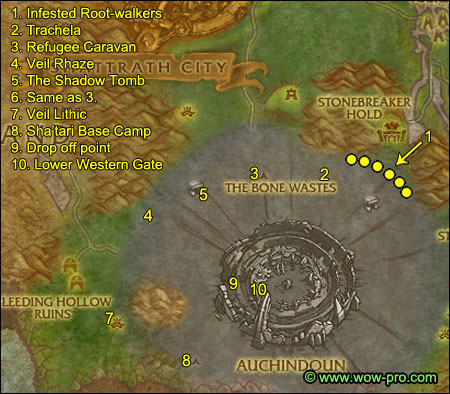 1. Infested Root-walkers
2. Trachela
3. Refugee Caravan
4. Veil Rhaze
5. The Shadow Tomb
6. Same as 3.
7. Veil Lithic
8. Sha'tari Base Camp
9. Drop off point
10. Lower Western Gate
ATTRATH CITY
STONEBREAKER
HOLD
1
3
2
THE BONE WASTES
5
4
9
10
LEEDING HOLLOW
RUINS
7
8
AUCHINDOUN
© www.wow-pro.com